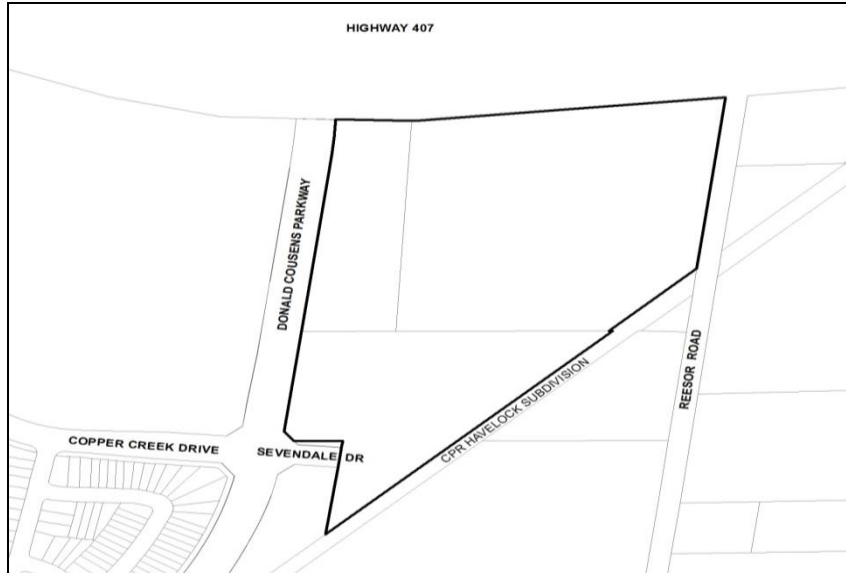 HIGHWAY 407
DONALD COUSENS PARKWAY
REESOR ROAD
CPR HAVELOCK SUBDIVISION
COPPER CREEK DRIVE
SEVENDALE DR